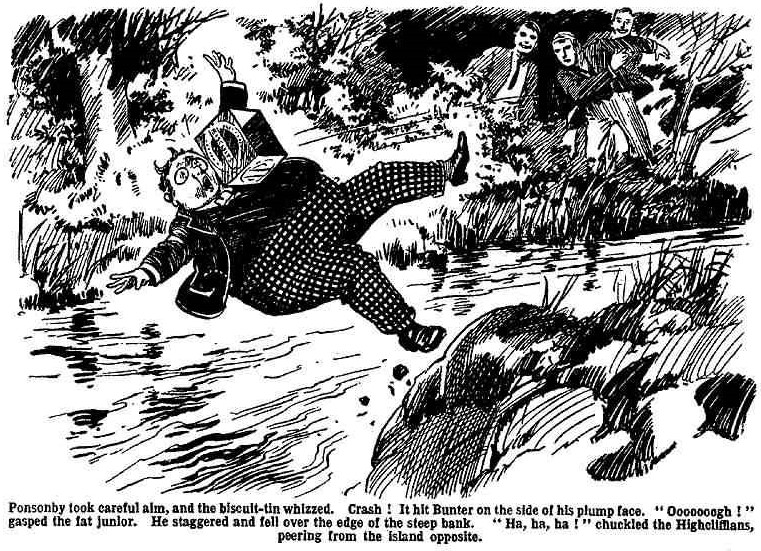 Ponsonby took careful aim, and the biscuit-tin whizzed. Crash ! It hit Bunter on the side of his plump face. " Ooooooogh ! "
gasped the fat junior. He staggered and fell over the edge of the steep bank. " Ha, ha, ha ! " chuckled the Highcliffians,
peering from the island opposite.